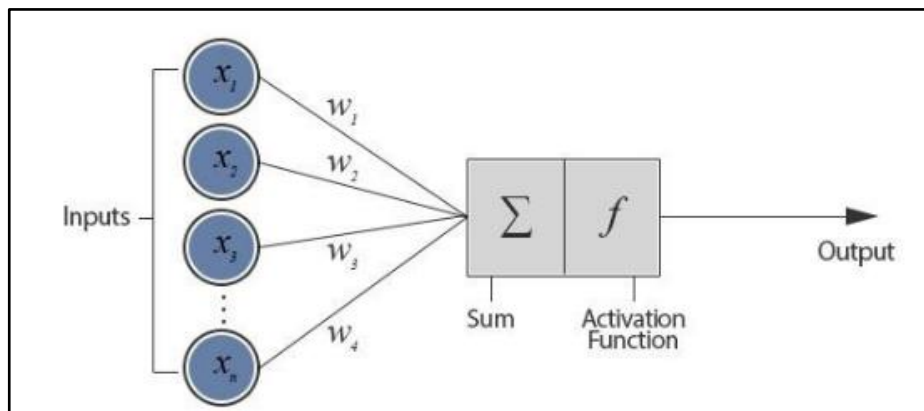 x₁
w₁
x₂
w₂
Inputs
x₃
w₃
Σ
f
Output
xₙ
w₄
Sum
Activation
Function